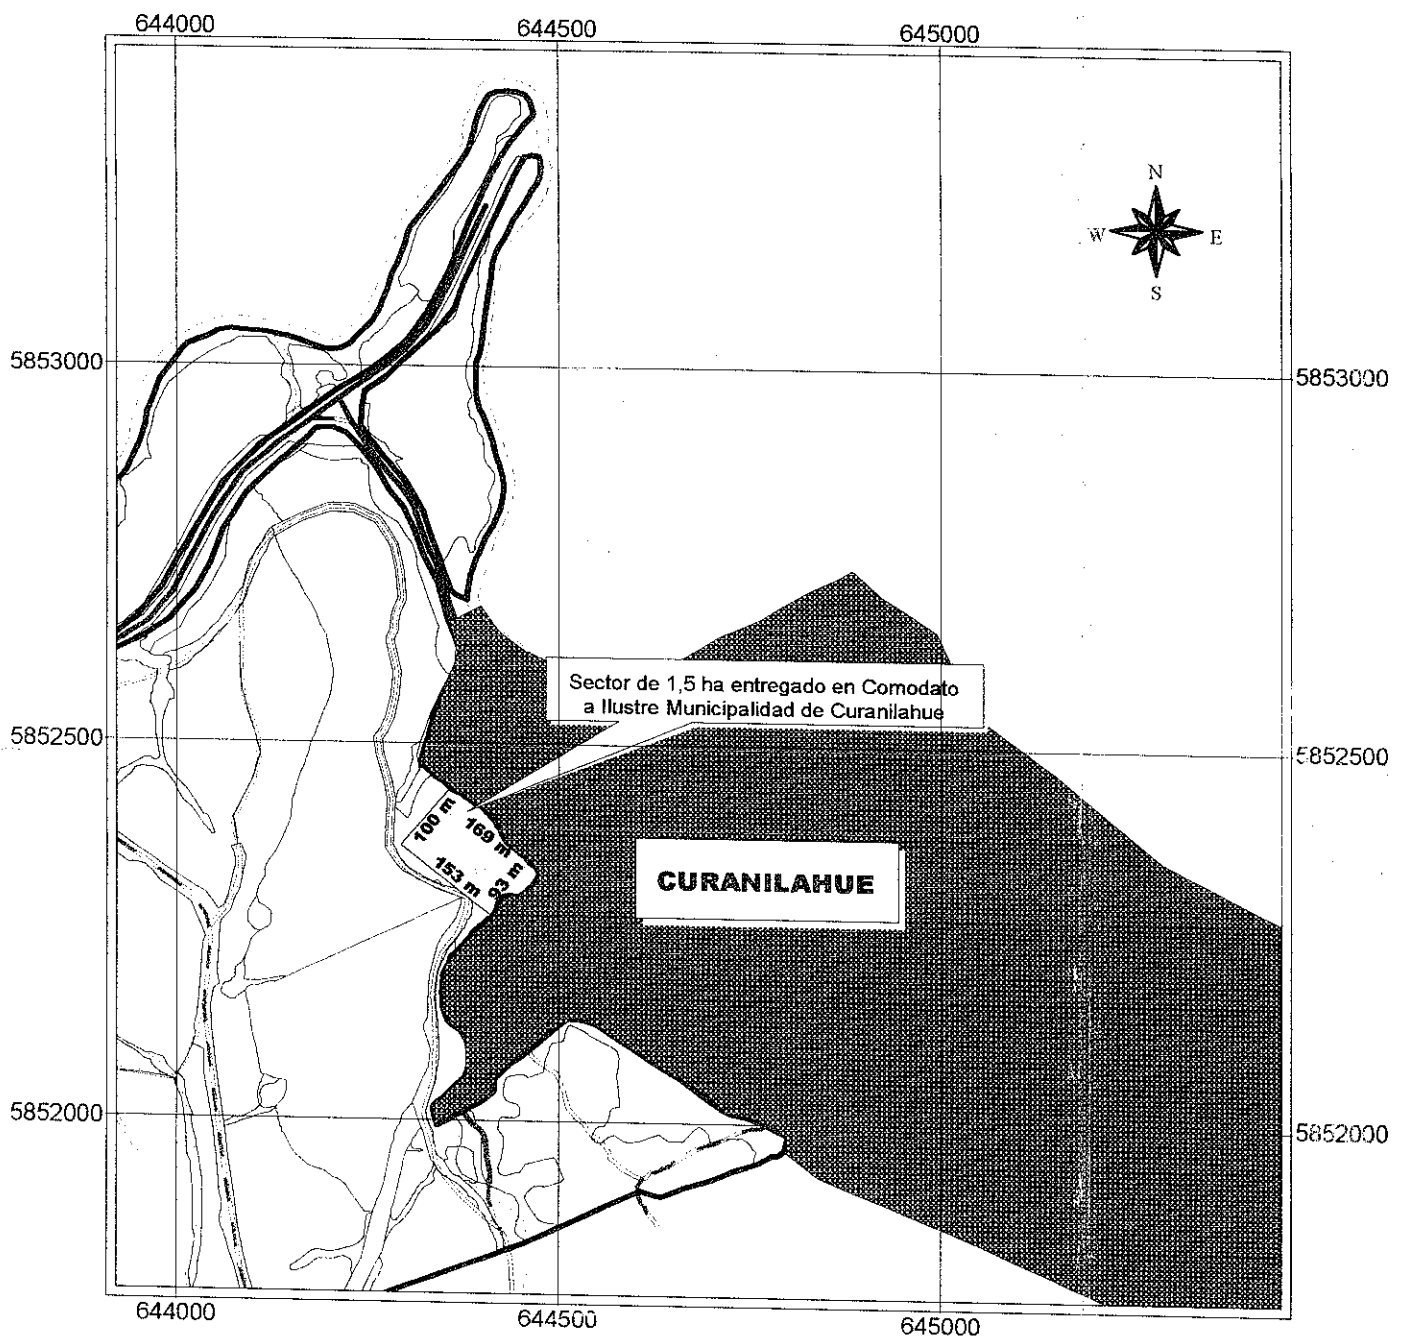 644000
644500
645000
N
W
E
S
5853000
5853000
Sector de 1,5 ha entregado en Comodato
a Ilustre Municipalidad de Curanilahue
5852500
5852500
100 m
169 m
153 m
93 m
CURANILAHUE
5852000
5852000
644000
644500
645000